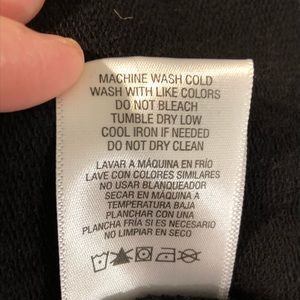 MACHINE WASH COLD
WASH WITH LIKE COLORS
DO NOT BLEACH
TUMBLE DRY LOW
COOL IRON IF NEEDED
DO NOT DRY CLEAN
LAVAR A MÁQUINA EN FRÍO
LAVE CON COLORES SIMILARES
NO USAR BLANQUEADOR
SECAR EN MÁQUINA A
TEMPERATURA BAJA
PLANCHAR CON UNA
PLANCHA FRÍA SI ES NECESARIO
NO LIMPIAR EN SECO